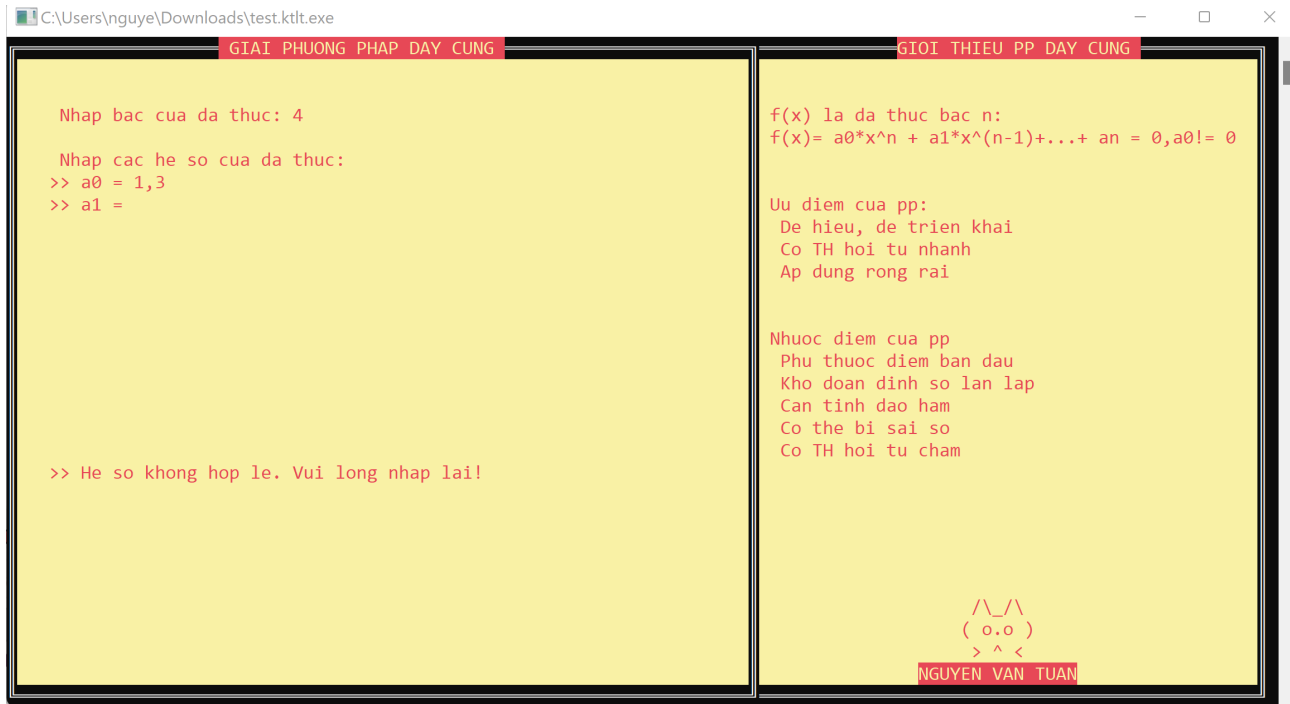 C:\Users\nguye\Downloads\test.ktlt.exe
GIAI PHUONG PHAP DAY CUNG
Nhap bac cua da thuc: 4
Nhap cac he so cua da thuc:
>> a0 = 1,3
>> a1 =
>> He so khong hop le. Vui long nhap lai!
GIOI THIEU PP DAY CUNG
f(x) la da thuc bac n:
f(x)= a0*x^n + a1*x^(n-1)+...+ an = 0,a0!= 0
Uu diem cua pp:
De hieu, de trien khai
Co TH hoi tu nhanh
Ap dung rong rai
Nhuoc diem cua pp
Phu thuoc diem ban dau
Kho doan dinh so lan lap
Can tinh dao ham
Co the bi sai so
Co TH hoi tu cham
/\_/\
( o.o )
> ^ <
NGUYEN VAN TUAN